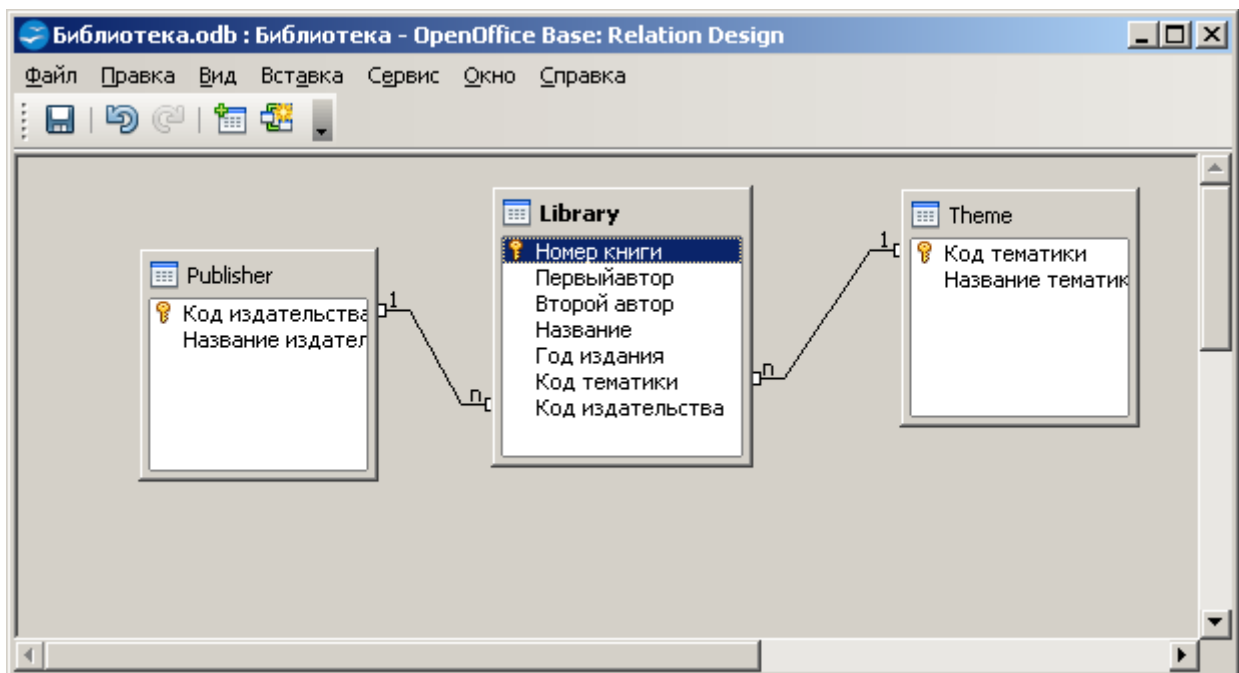 Библиотека.odb : Библиотека - OpenOffice Base: Relation Design
Файл Правка Вид Вставка Сервис Окно Справка
Publisher
Код издательства
Название издател
1
n
Library
Номер книги
Первыйавтор
Второй автор
Название
Год издания
Код тематики
Код издательства
n
1
Theme
Код тематики
Название тематик